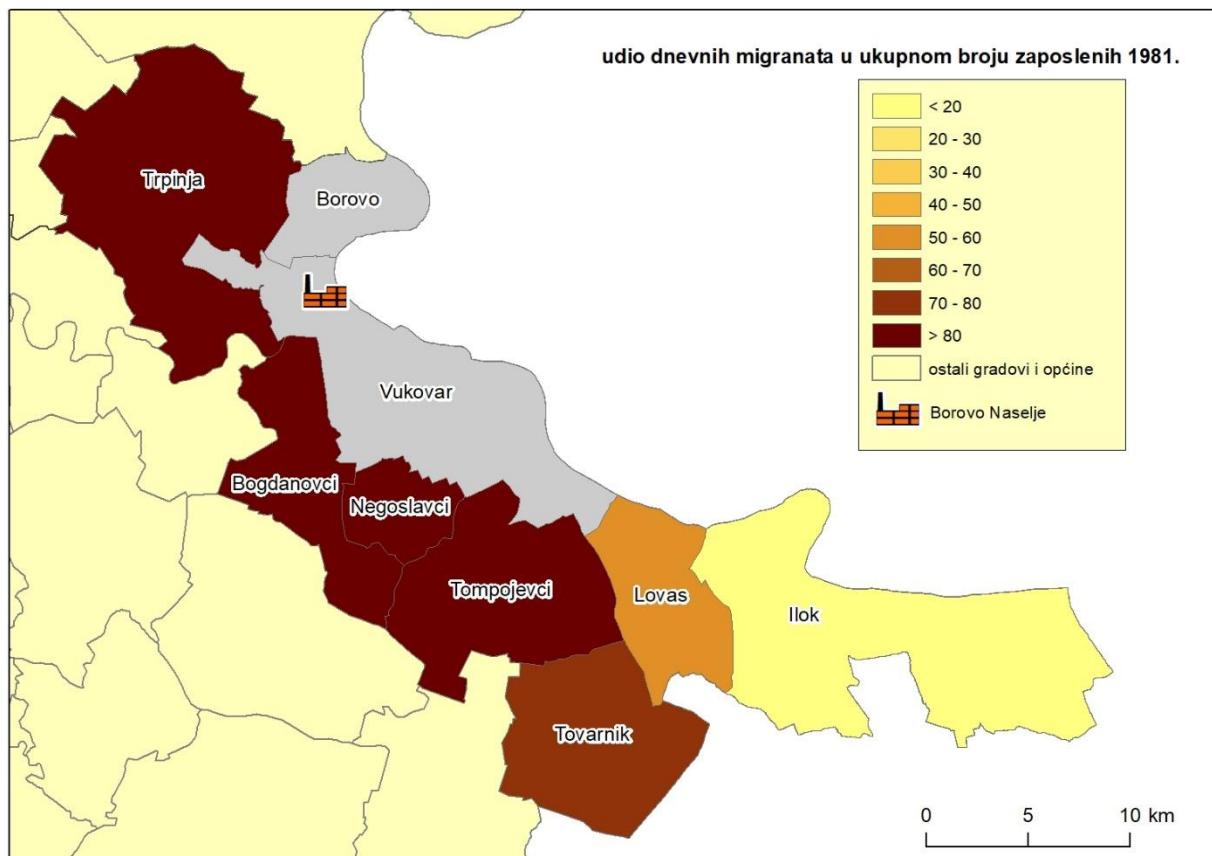 udio dnevnih migranata u ukupnom broju zaposlenih 1981.
< 20
20 - 30
30 - 40
40 - 50
50 - 60
60 - 70
70 - 80
> 80
ostali gradovi i općine
Borovo Naselje
Trpinja
Borovo
Vukovar
Bogdanovci
Negoslavci
Tompojevci
Lovas
Ilok
Tovarnik
0 5 10 km